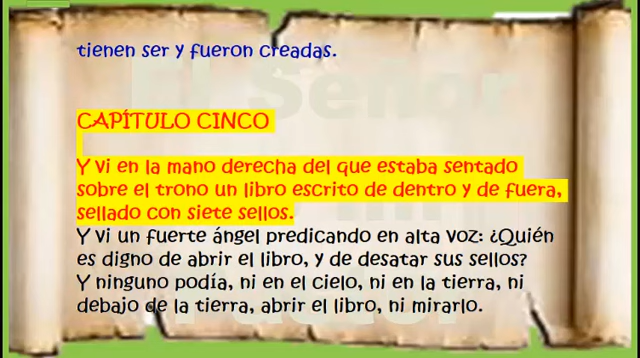 tienen ser y fueron creadas.
CAPÍTULO CINCO
Y vi en la mano derecha del que estaba sentado
sobre el trono un libro escrito de dentro y de fuera,
sellado con siete sellos.
Y vi un fuerte ángel predicando en alta voz: ¿Quién
es digno de abrir el libro, y de desatar sus sellos?
Y ninguno podía, ni en el cielo, ni en la tierra, ni
debajo de la tierra, abrir el libro, ni mirarlo.
El Señor